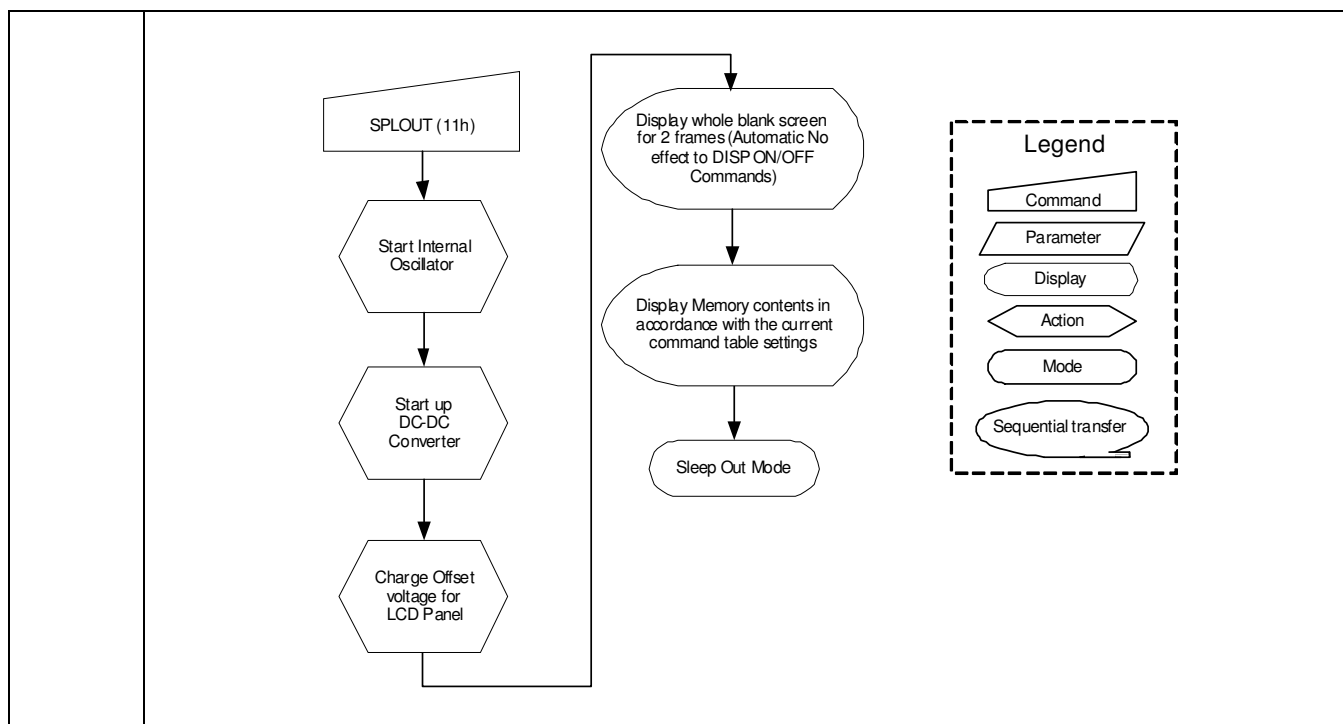 SPLOUT (11h)
Start Internal
Oscillator
Start up
DC-DC
Converter
Charge Offset
voltage for
LCD Panel
Display whole blank screen
for 2 frames (Automatic No
effect to DISP ON/OFF
Commands)
Display Memory contents in
accordance with the current
command table settings
Sleep Out Mode
Legend
Command
Parameter
Display
Action
Mode
Sequential transfer